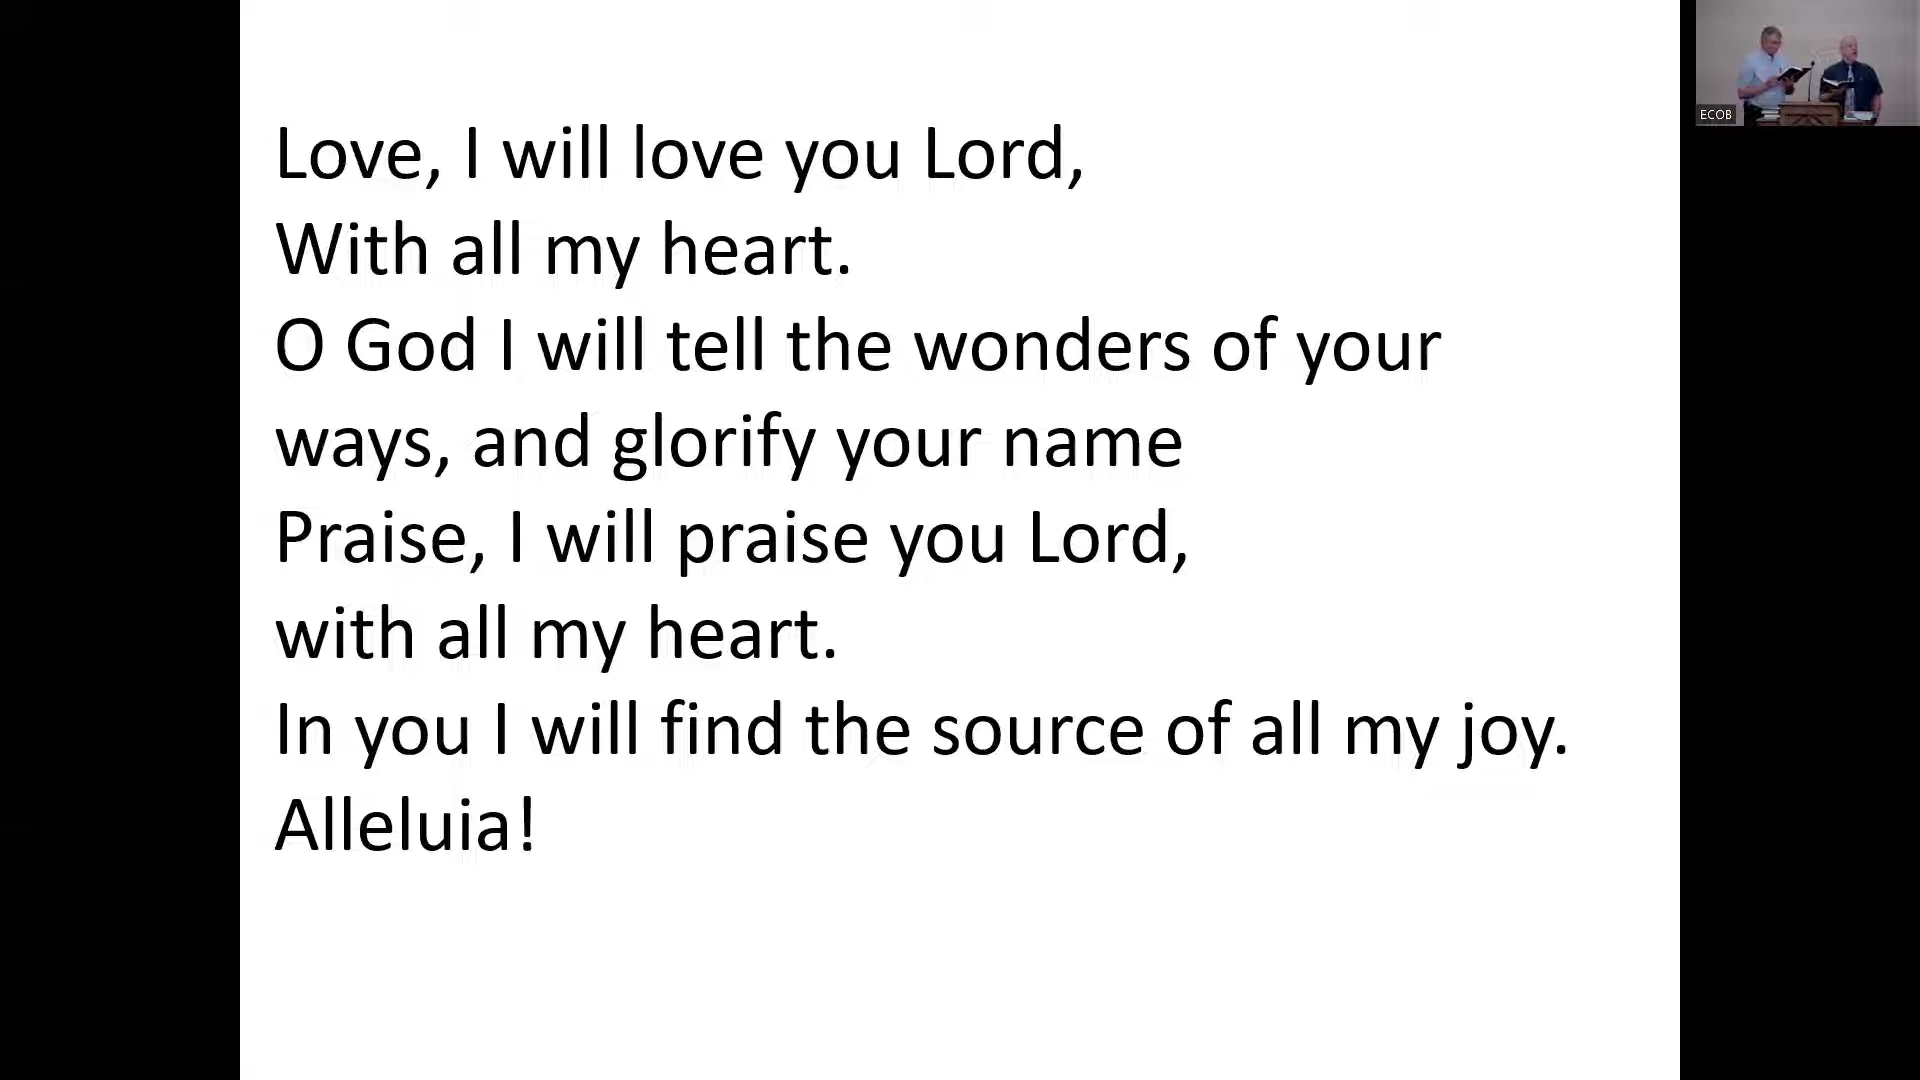 Love, I will love you Lord,
With all my heart.
O God I will tell the wonders of your
ways, and glorify your name
Praise, I will praise you Lord,
with all my heart.
In you I will find the source of all my joy.
Alleluia!
ECOB